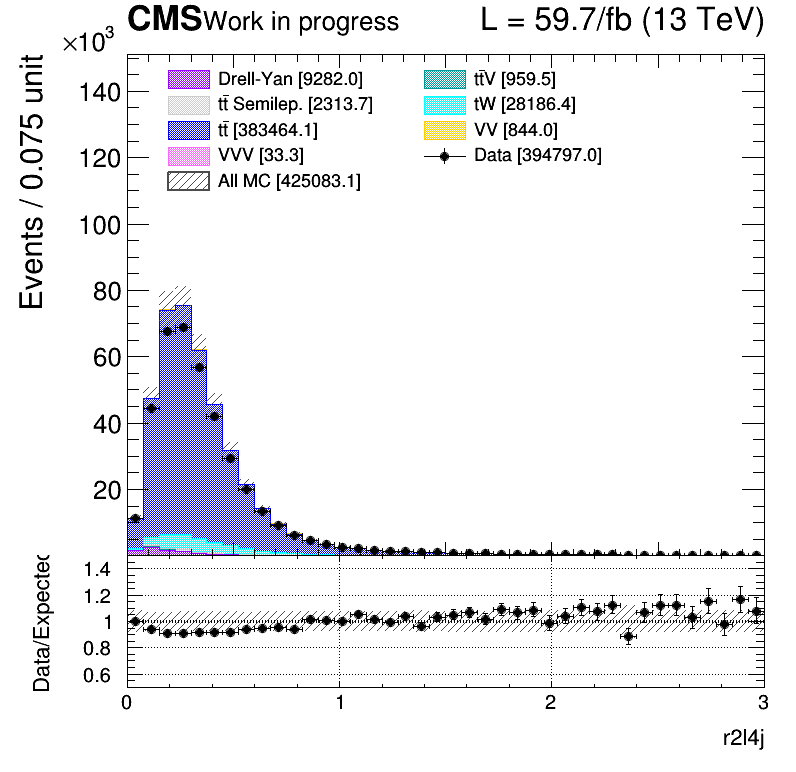 CMS Work in progress L = 59.7/fb (13 TeV)
×10³
Events / 0.075 unit
140
120
100
80
60
40
20
Drell-Yan [9282.0]
tt̄ Semilep. [2313.7]
tt̄ [383464.1]
VVV [33.3]
All MC [425083.1]
tt̄V [959.5]
tW [28186.4]
VV [844.0]
Data [394797.0]
Data/Expected
1.4
1.2
1
0.8
0.6
0 1 2 3
r2l4j